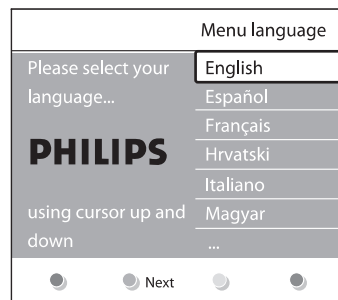 Menu language
Please select your
language...
PHILIPS
using cursor up and
down
English
Español
Français
Hrvatski
Italiano
Magyar
...
Next